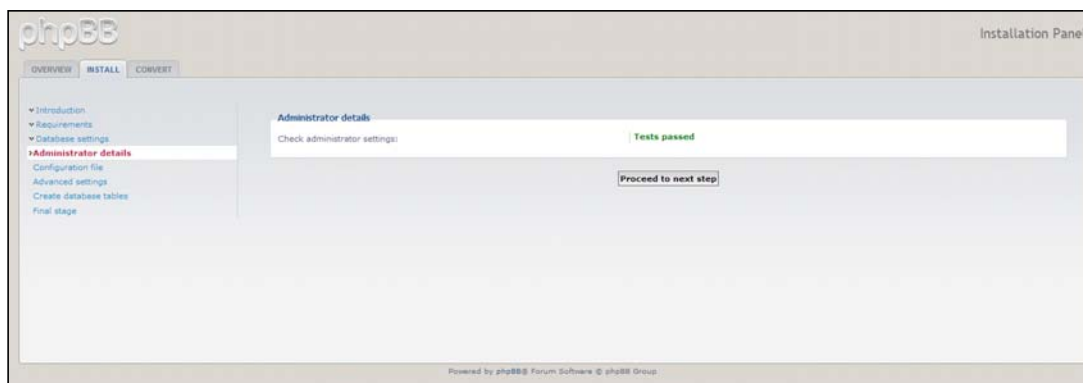 phpBB
Installation Panel
OVERVIEW INSTALL CONVERT
Introduction
Requirements
Database settings
Administrator details
Configuration file
Advanced settings
Create database tables
Final stage
Administrator details
Check administrator settings: Tests passed
Proceed to next step
Powered by phpBB® Forum Software © phpBB Group